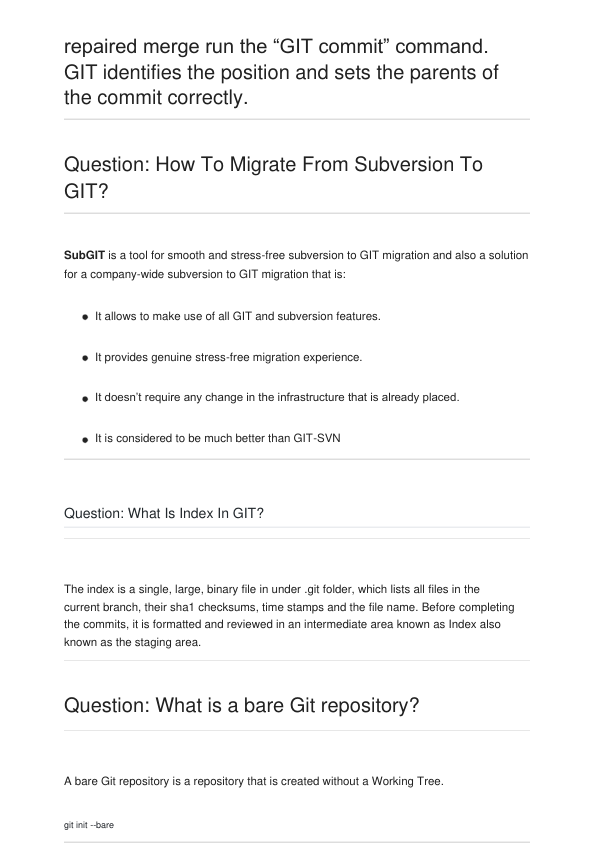 repaired merge run the “GIT commit” command.
GIT identifies the position and sets the parents of
the commit correctly.
Question: How To Migrate From Subversion To
GIT?
SubGIT is a tool for smooth and stress-free subversion to GIT migration and also a solution
for a company-wide subversion to GIT migration that is:
● It allows to make use of all GIT and subversion features.
● It provides genuine stress-free migration experience.
● It doesn’t require any change in the infrastructure that is already placed.
● It is considered to be much better than GIT-SVN
Question: What Is Index In GIT?
The index is a single, large, binary file in under .git folder, which lists all files in the
current branch, their sha1 checksums, time stamps and the file name. Before completing
the commits, it is formatted and reviewed in an intermediate area known as Index also
known as the staging area.
Question: What is a bare Git repository?
A bare Git repository is a repository that is created without a Working Tree.
git init --bare